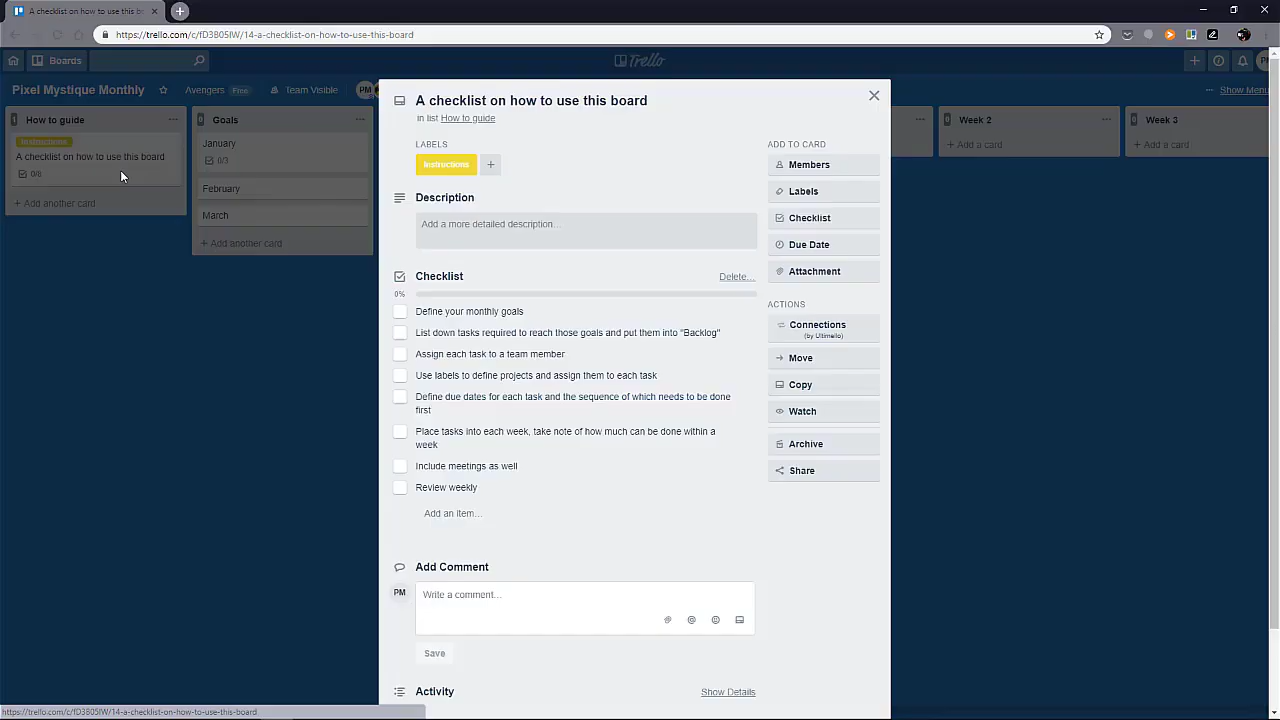 A checklist on how to use this b
https://trello.com/c/fD3805IW/14-a-checklist-on-how-to-use-this-board
Boards
Trello
Pixel Mystique Monthly
Avengers Free
Team Visible
PM
Show Menu
How to guide
Instructions
A checklist on how to use this board
0/8
+ Add another card
Goals
January
0/3
February
March
+ Add another card
A checklist on how to use this board
in list How to guide
LABELS
Instructions
Description
Add a more detailed description…
Checklist
Delete…
0%
Define your monthly goals
List down tasks required to reach those goals and put them into "Backlog"
Assign each task to a team member
Use labels to define projects and assign them to each task
Define due dates for each task and the sequence of which needs to be done
first
Place tasks into each week, take note of how much can be done within a
week
Include meetings as well
Review weekly
Add an item…
Add Comment
PM
Write a comment…
Save
Activity
Show Details
ADD TO CARD
Members
Labels
Checklist
Due Date
Attachment
ACTIONS
Connections
(by Ultimello)
Move
Copy
Watch
Archive
Share
Week 2
+ Add a card
Week 3
+ Add a card
https://trello.com/c/fD3805IW/14-a-checklist-on-how-to-use-this-board